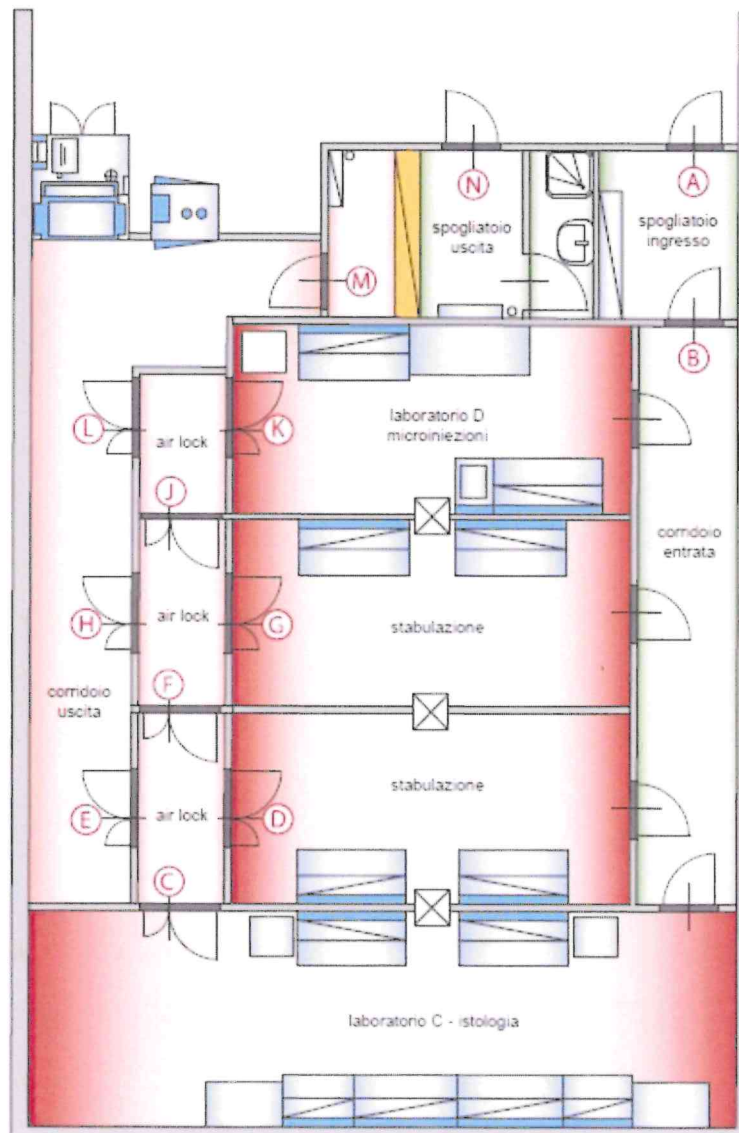 N
A
spogliatoio
uscita
spogliatoio
ingresso
M
B
L
air lock
K
laboratorio D
microiniezioni
J
corridoio
entrata
H
air lock
G
stabulazione
F
corridoio
uscita
stabulazione
E
air lock
D
C
laboratorio C - istologia